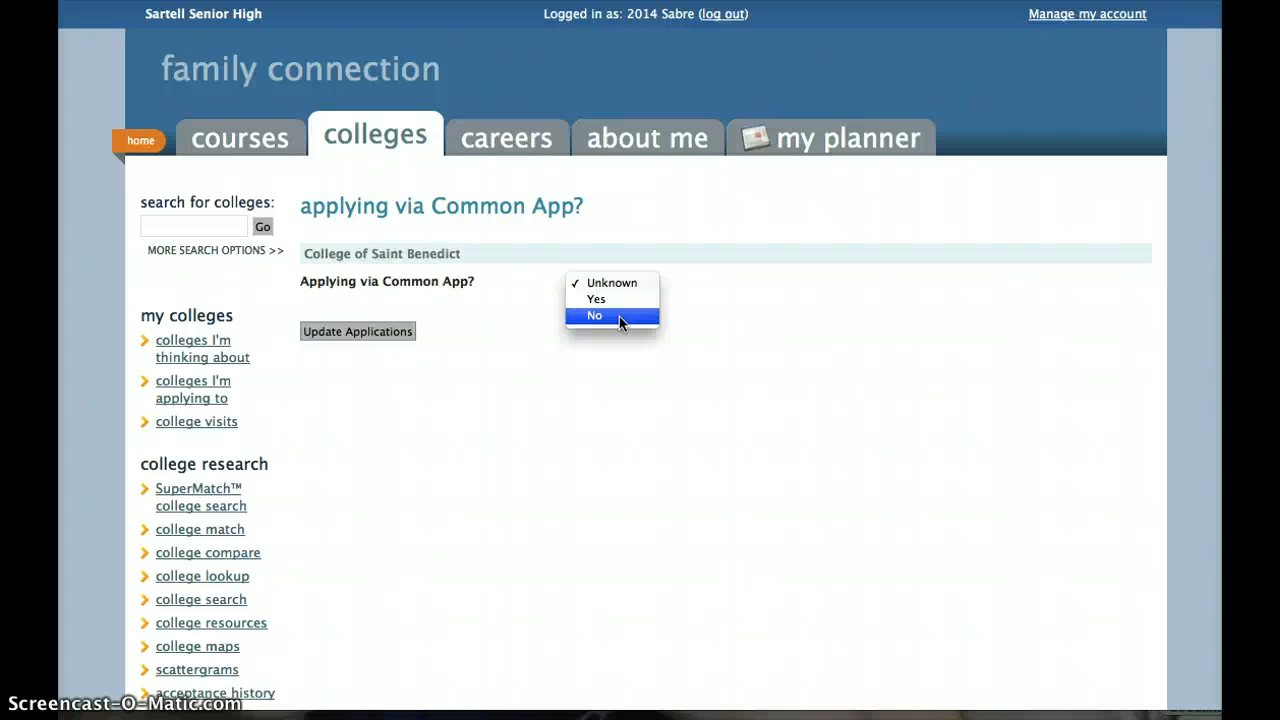 Sartell Senior High
Logged in as: 2014 Sabre (log out)
Manage my account
family connection
home
courses
colleges
careers
about me
my planner
search for colleges:
Go
MORE SEARCH OPTIONS >>
my colleges
colleges I'm
thinking about
colleges I'm
applying to
college visits
college research
SuperMatch™
college search
college match
college compare
college lookup
college search
college resources
college maps
scattergrams
acceptance history
applying via Common App?
College of Saint Benedict
Applying via Common App?
✓ Unknown
Yes
No
Update Applications
Screencast-O-Matic.com